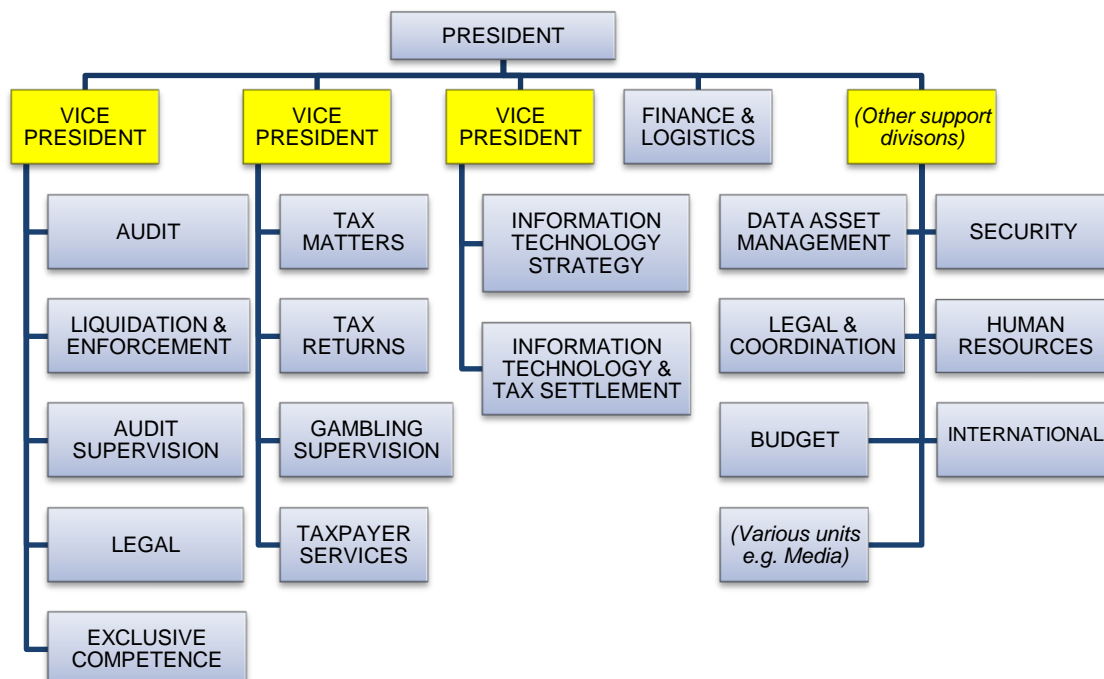 PRESIDENT
VICE
PRESIDENT
VICE
PRESIDENT
VICE
PRESIDENT
FINANCE &
LOGISTICS
(Other support
divisons)
AUDIT
LIQUIDATION &
ENFORCEMENT
AUDIT
SUPERVISION
LEGAL
EXCLUSIVE
COMPETENCE
TAX
MATTERS
TAX
RETURNS
GAMBLING
SUPERVISION
TAXPAYER
SERVICES
INFORMATION
TECHNOLOGY
STRATEGY
INFORMATION
TECHNOLOGY &
TAX SETTLEMENT
DATA ASSET
MANAGEMENT
SECURITY
LEGAL &
COORDINATION
HUMAN
RESOURCES
BUDGET
INTERNATIONAL
(Various units
e.g. Media)